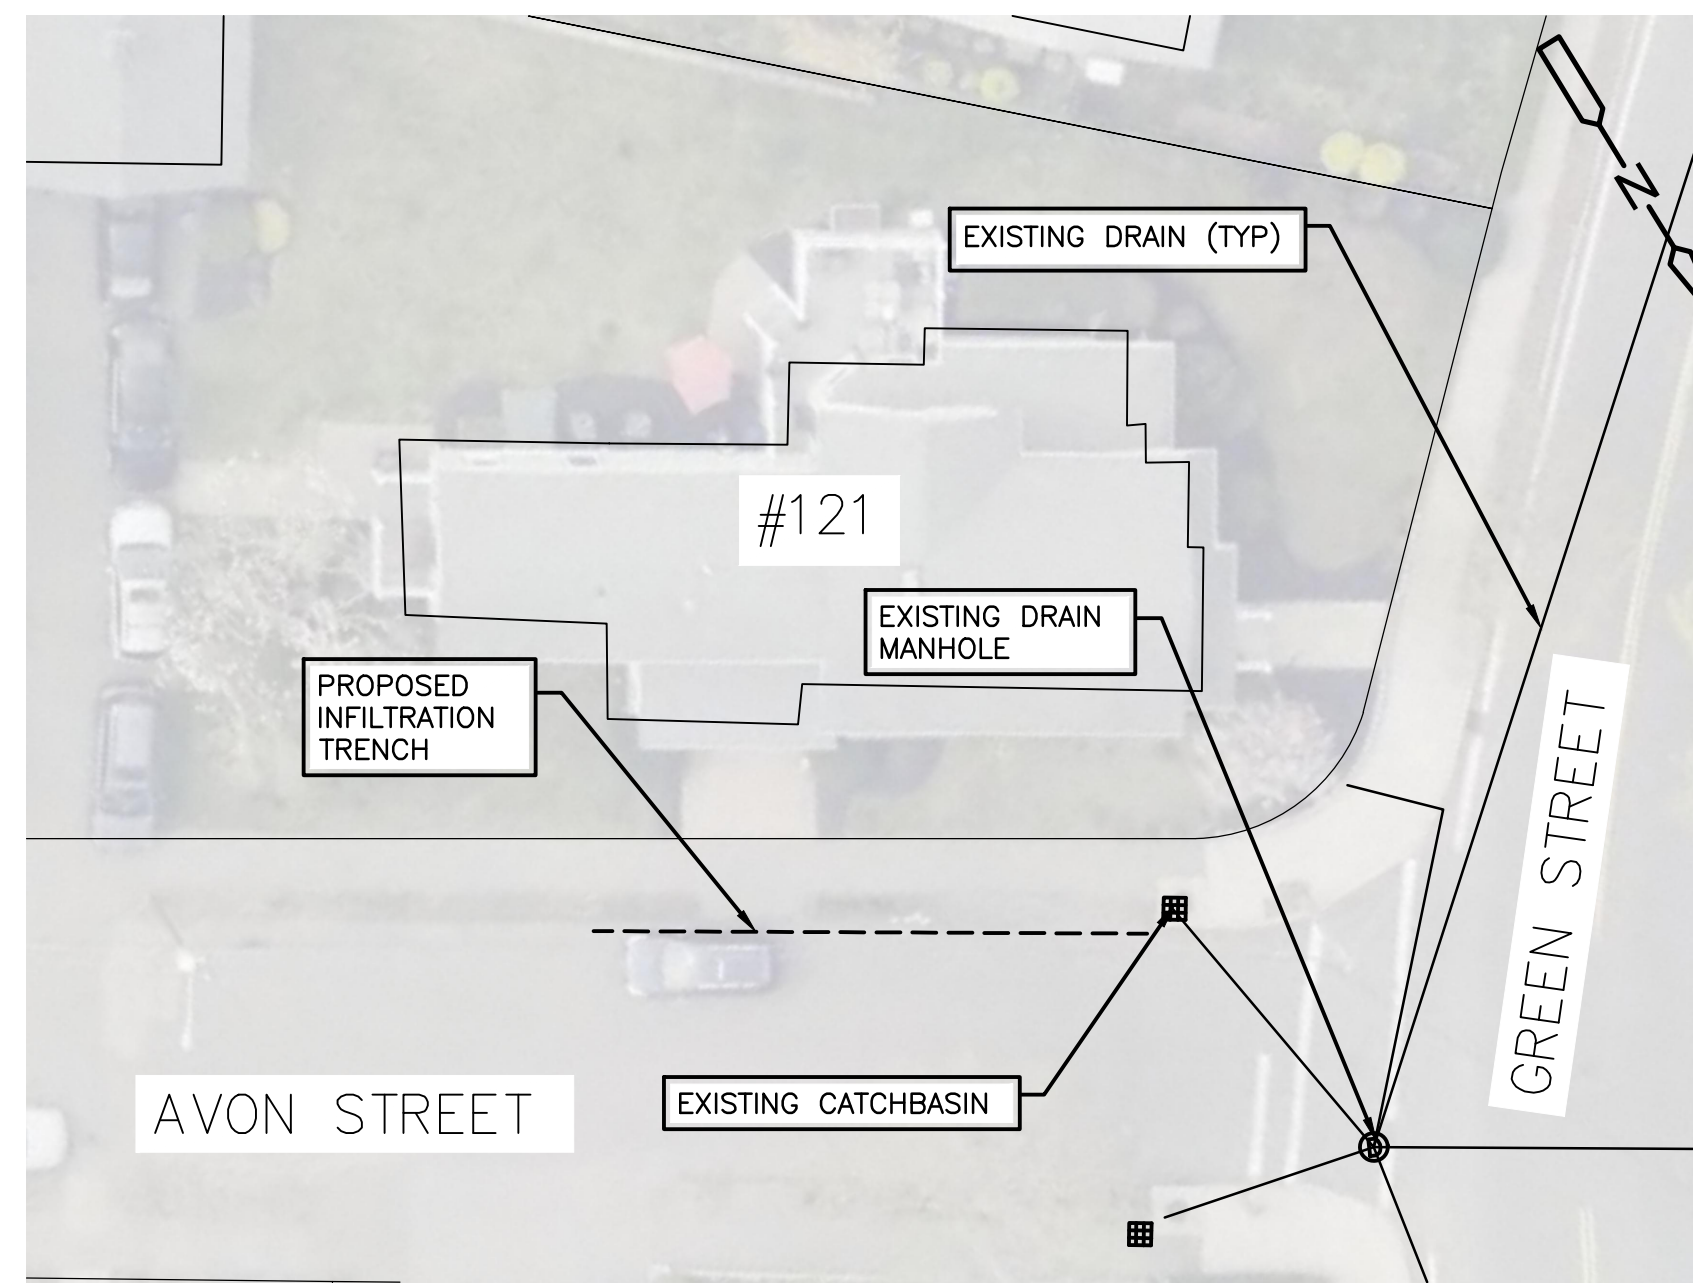 N
EXISTING DRAIN (TYP)
#121
EXISTING DRAIN
MANHOLE
PROPOSED
INFILTRATION
TRENCH
GREEN STREET
EXISTING CATCHBASIN
AVON STREET
D